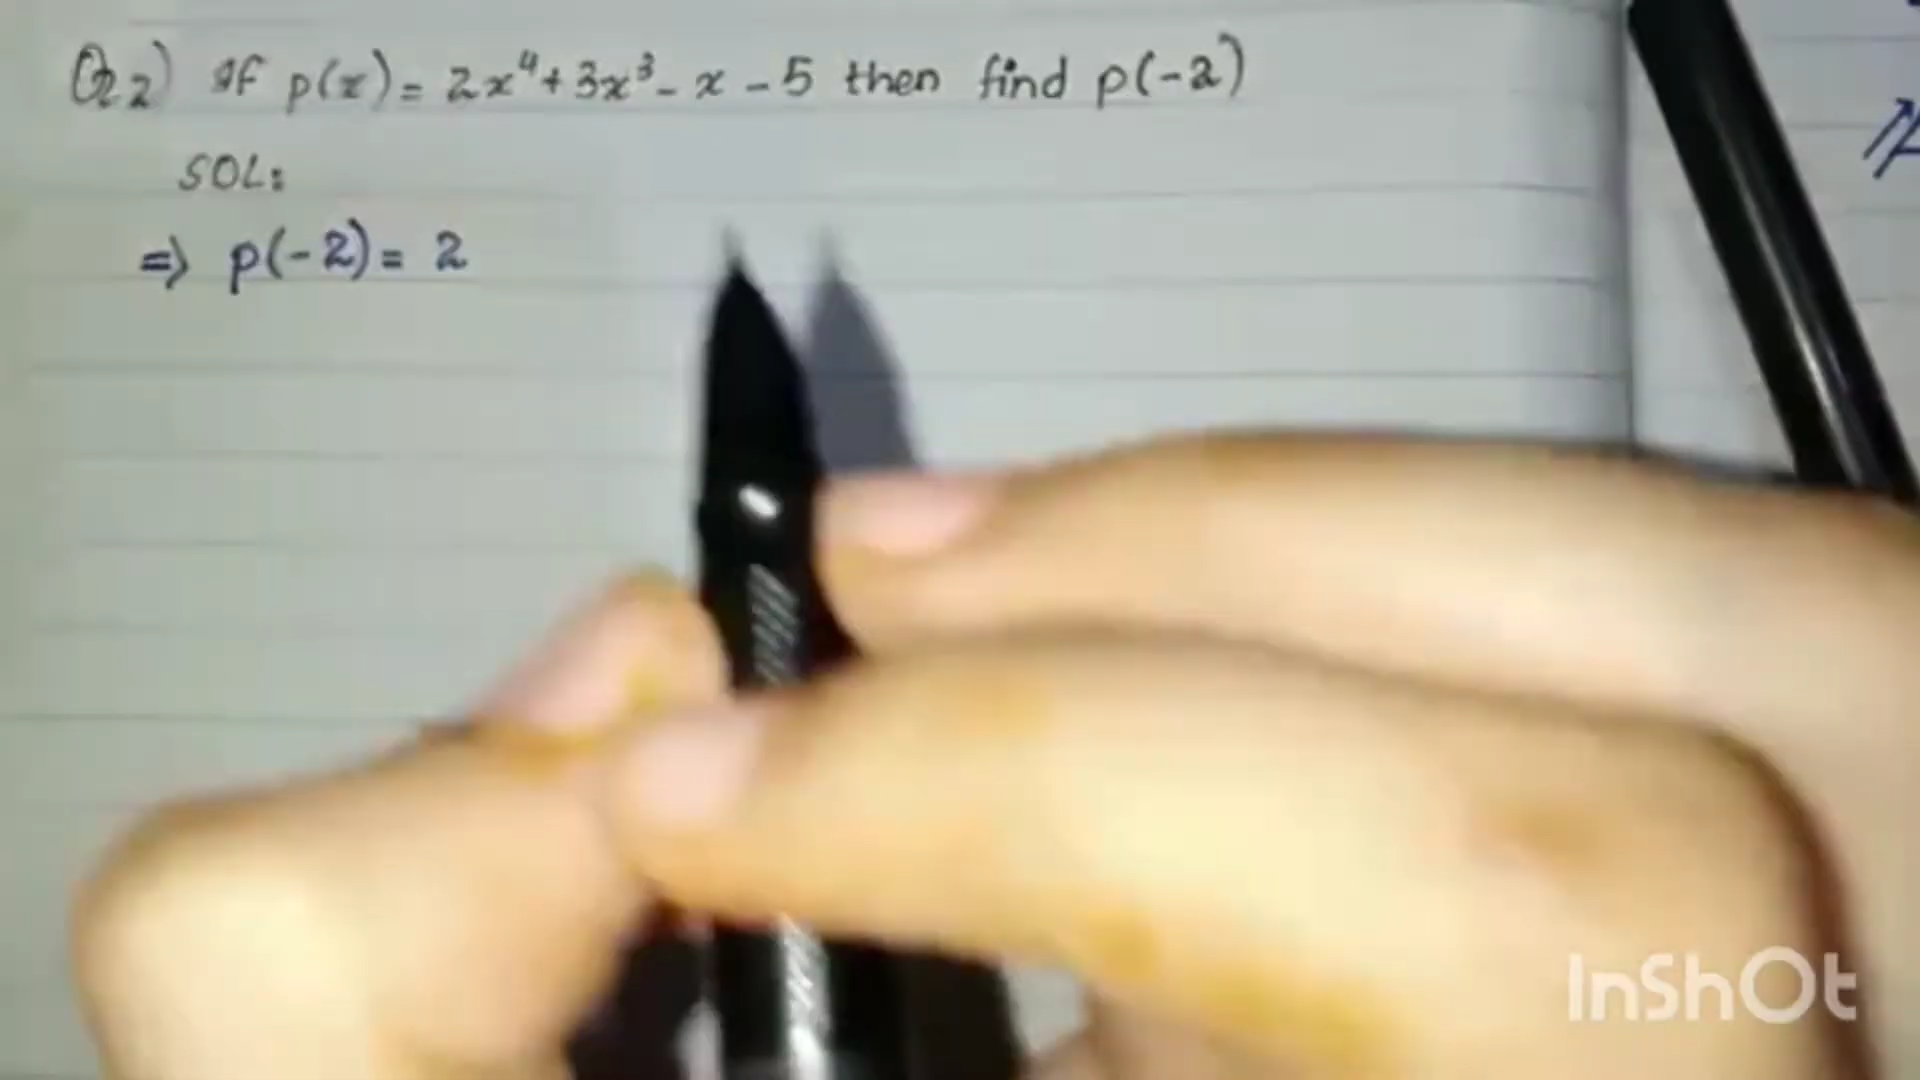 Q2) If p(x) = 2x⁴ + 3x³ - x - 5 then find p(-2)
SOL:
=> p(-2) = 2
InShOt